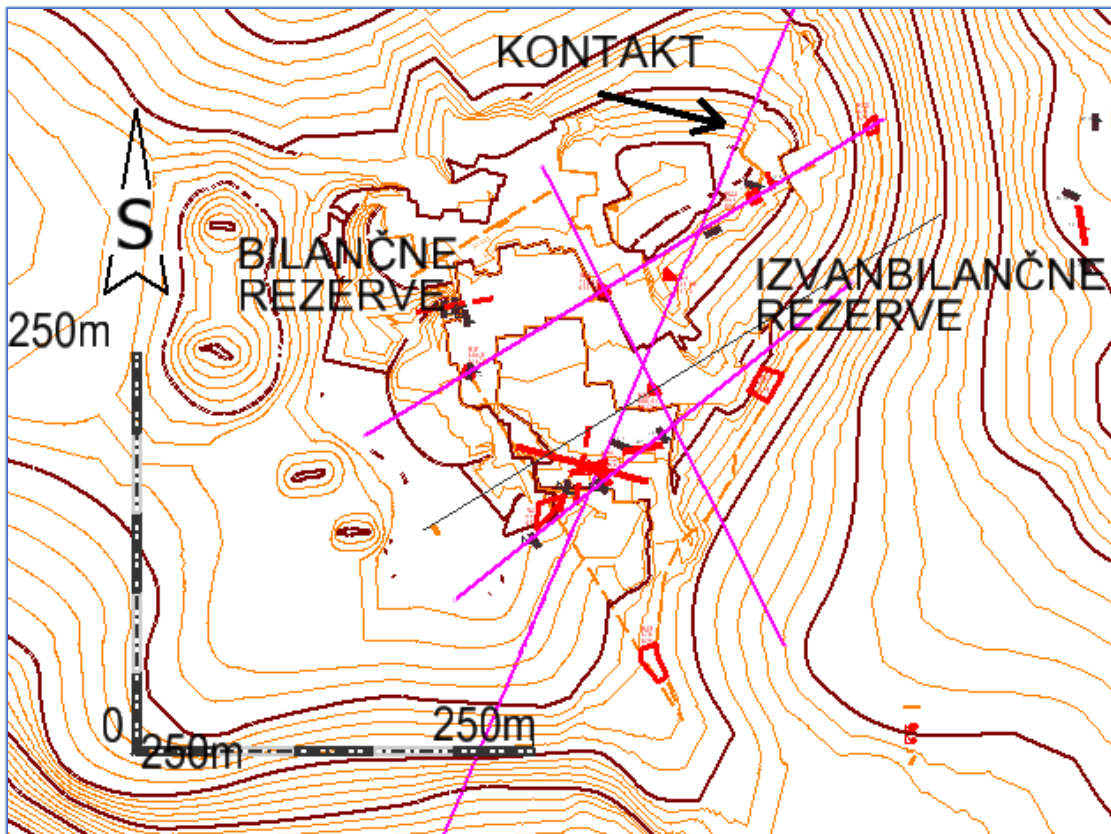 KONTAKT
S
BILANČNE
REZERVE
IZVANBILANČNE
REZERVE
250m
0
250m
250m